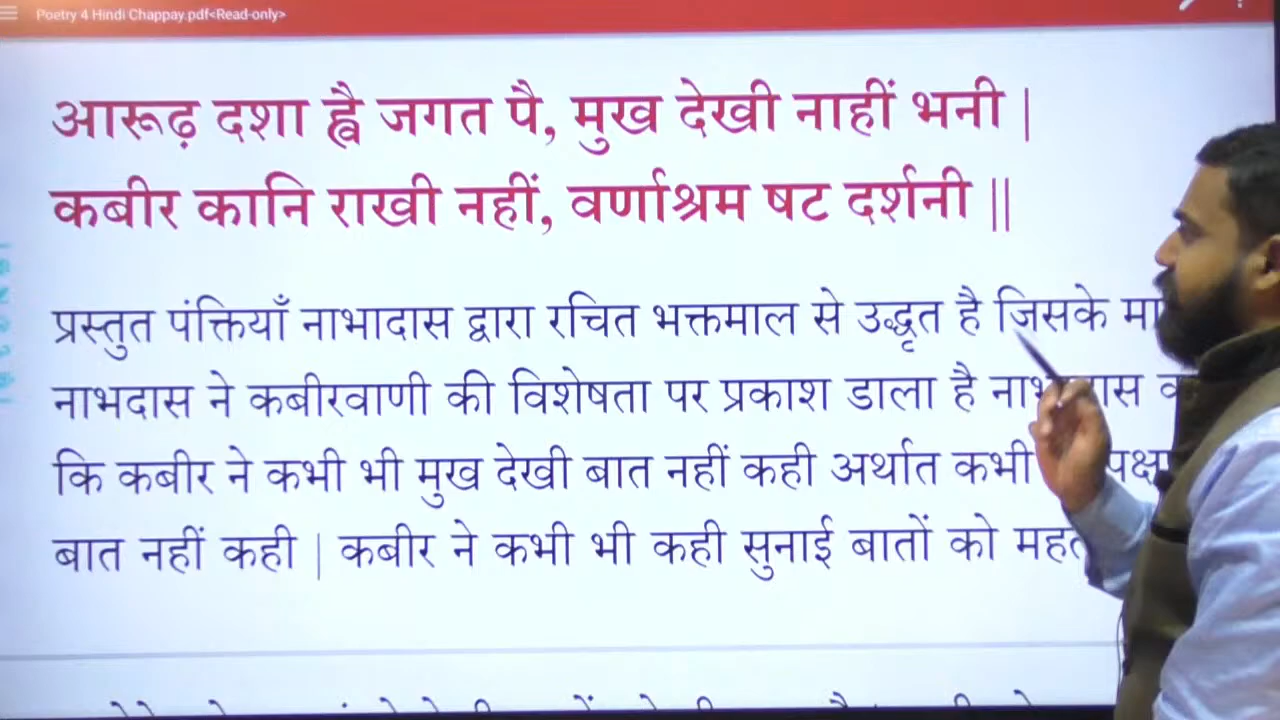 Poetry 4 Hindi Chappay.pdf<Read-only>
आरूढ़ दशा ह्वै जगत पै, मुख देखी नाहीं भनी |
कबीर कानि राखी नहीं, वर्णाश्रम षट दर्शनी ||
प्रस्तुत पंक्तियाँ नाभादास द्वारा रचित भक्तमाल से उद्धृत है जिसके
नाभदास ने कबीरवाणी की विशेषता पर प्रकाश डाला है
कि कबीर ने कभी भी मुख देखी बात नहीं कही अर्थात कभी
बात नहीं कही | कबीर ने कभी भी कही सुनाई बातों को